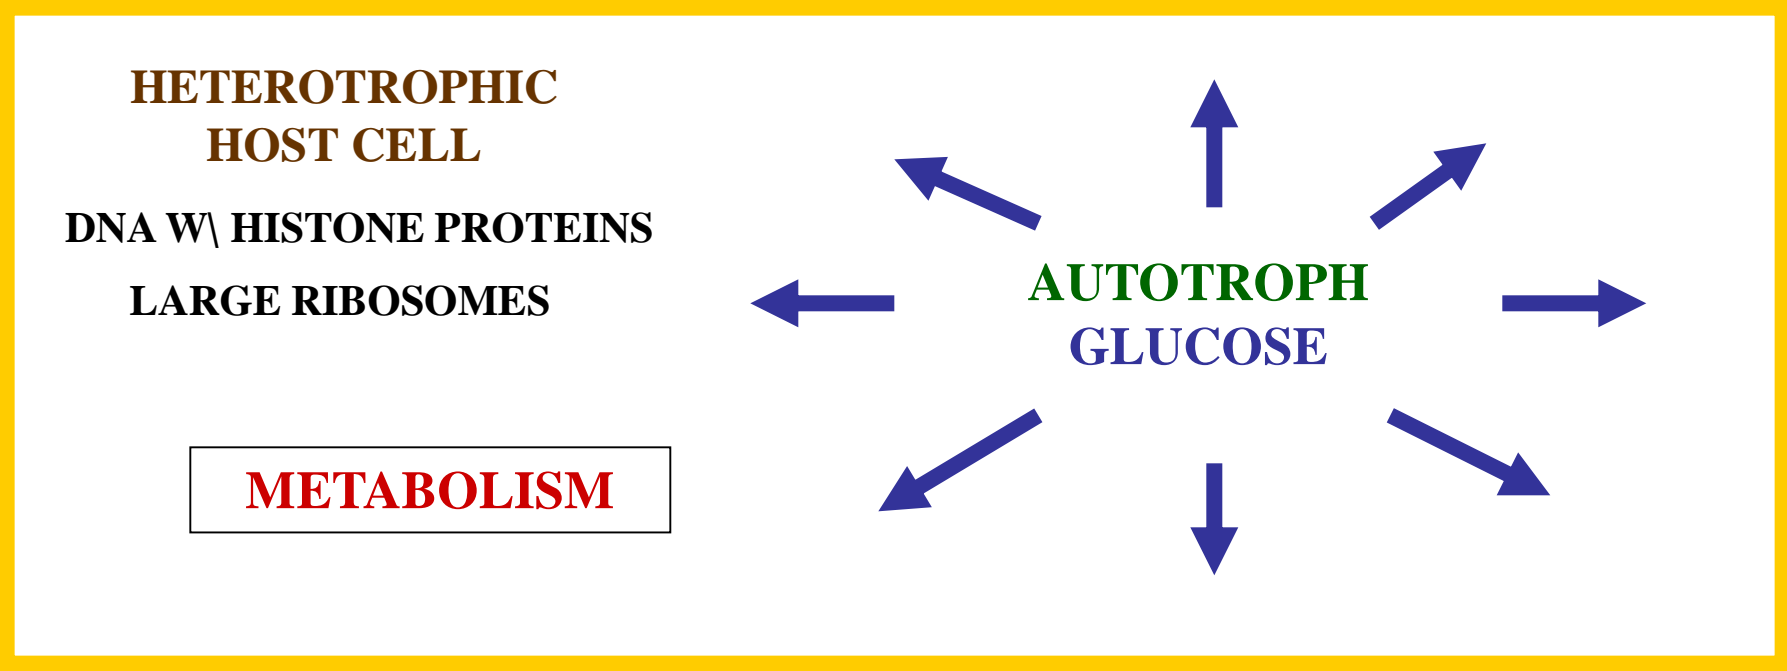 HETEROTROPHIC
HOST CELL
DNA W\ HISTONE PROTEINS
LARGE RIBOSOMES
METABOLISM
AUTOTROPH
GLUCOSE